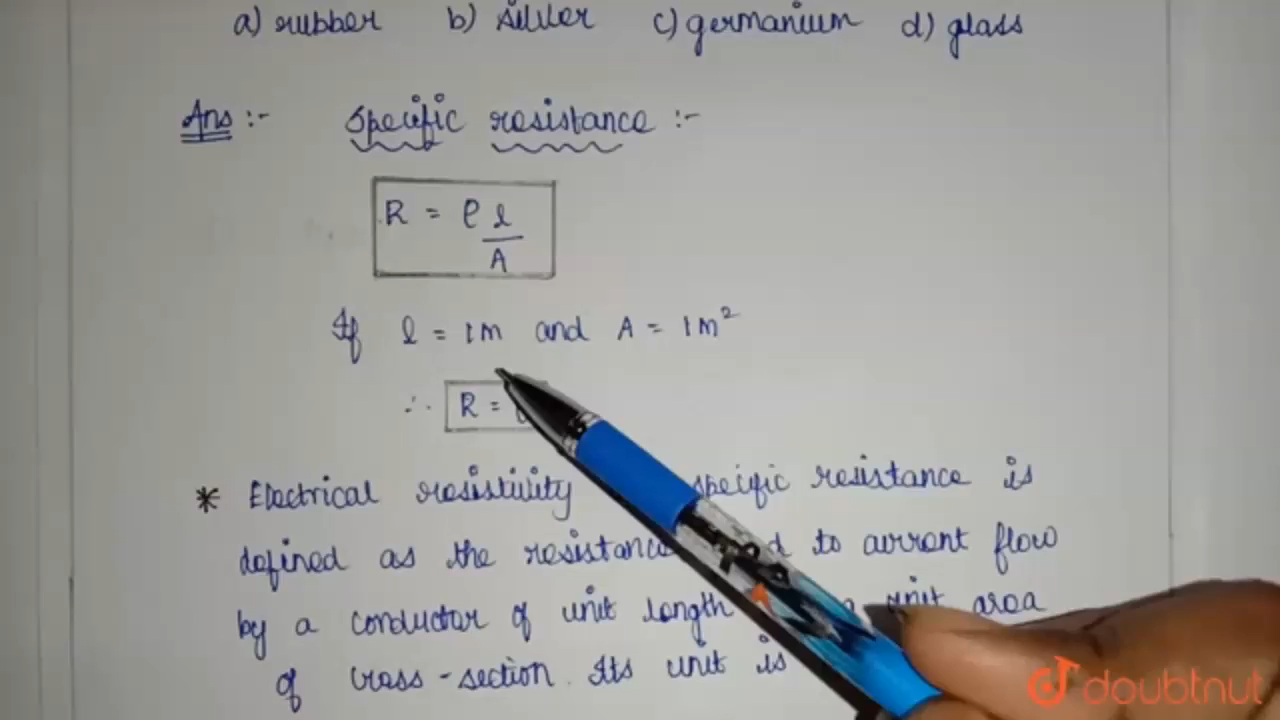 a) rubber b) silver c) germanium d) glass
Ans :- Specific resistance :-
R = ρ l
A
If l = 1m and A = 1m²
∴ R =
* Electrical resistivity specific resistance is
defined as the resistance to current flow
by a conductor of unit length unit area
of cross-section. Its unit is
doubtnut